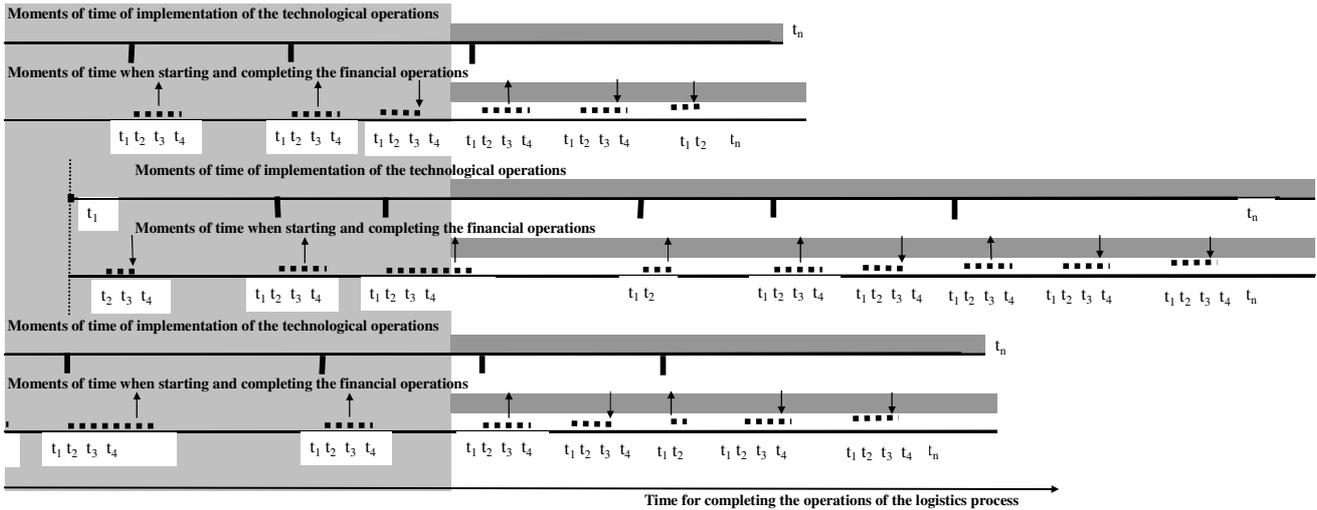 Moments of time of implementation of the technological operations
tn
Moments of time when starting and completing the financial operations
t1 t2 t3 t4 t1 t2 t3 t4 t1 t2 t3 t4 t1 t2 t3 t4 t1 t2 t3 t4 t1 t2 tn
Moments of time of implementation of the technological operations
t1 tn
Moments of time when starting and completing the financial operations
t2 t3 t4 t1 t2 t3 t4 t1 t2 t3 t4 t1 t2 t1 t2 t3 t4 t1 t2 t3 t4 t1 t2 t3 t4 t1 t2 t3 t4 t1 t2 t3 t4 tn
Moments of time of implementation of the technological operations
tn
Moments of time when starting and completing the financial operations
t1 t2 t3 t4 t1 t2 t3 t4 t1 t2 t3 t4 t1 t2 t3 t4 t1 t2 t1 t2 t3 t4 t1 t2 t3 t4 tn
Time for completing the operations of the logistics process